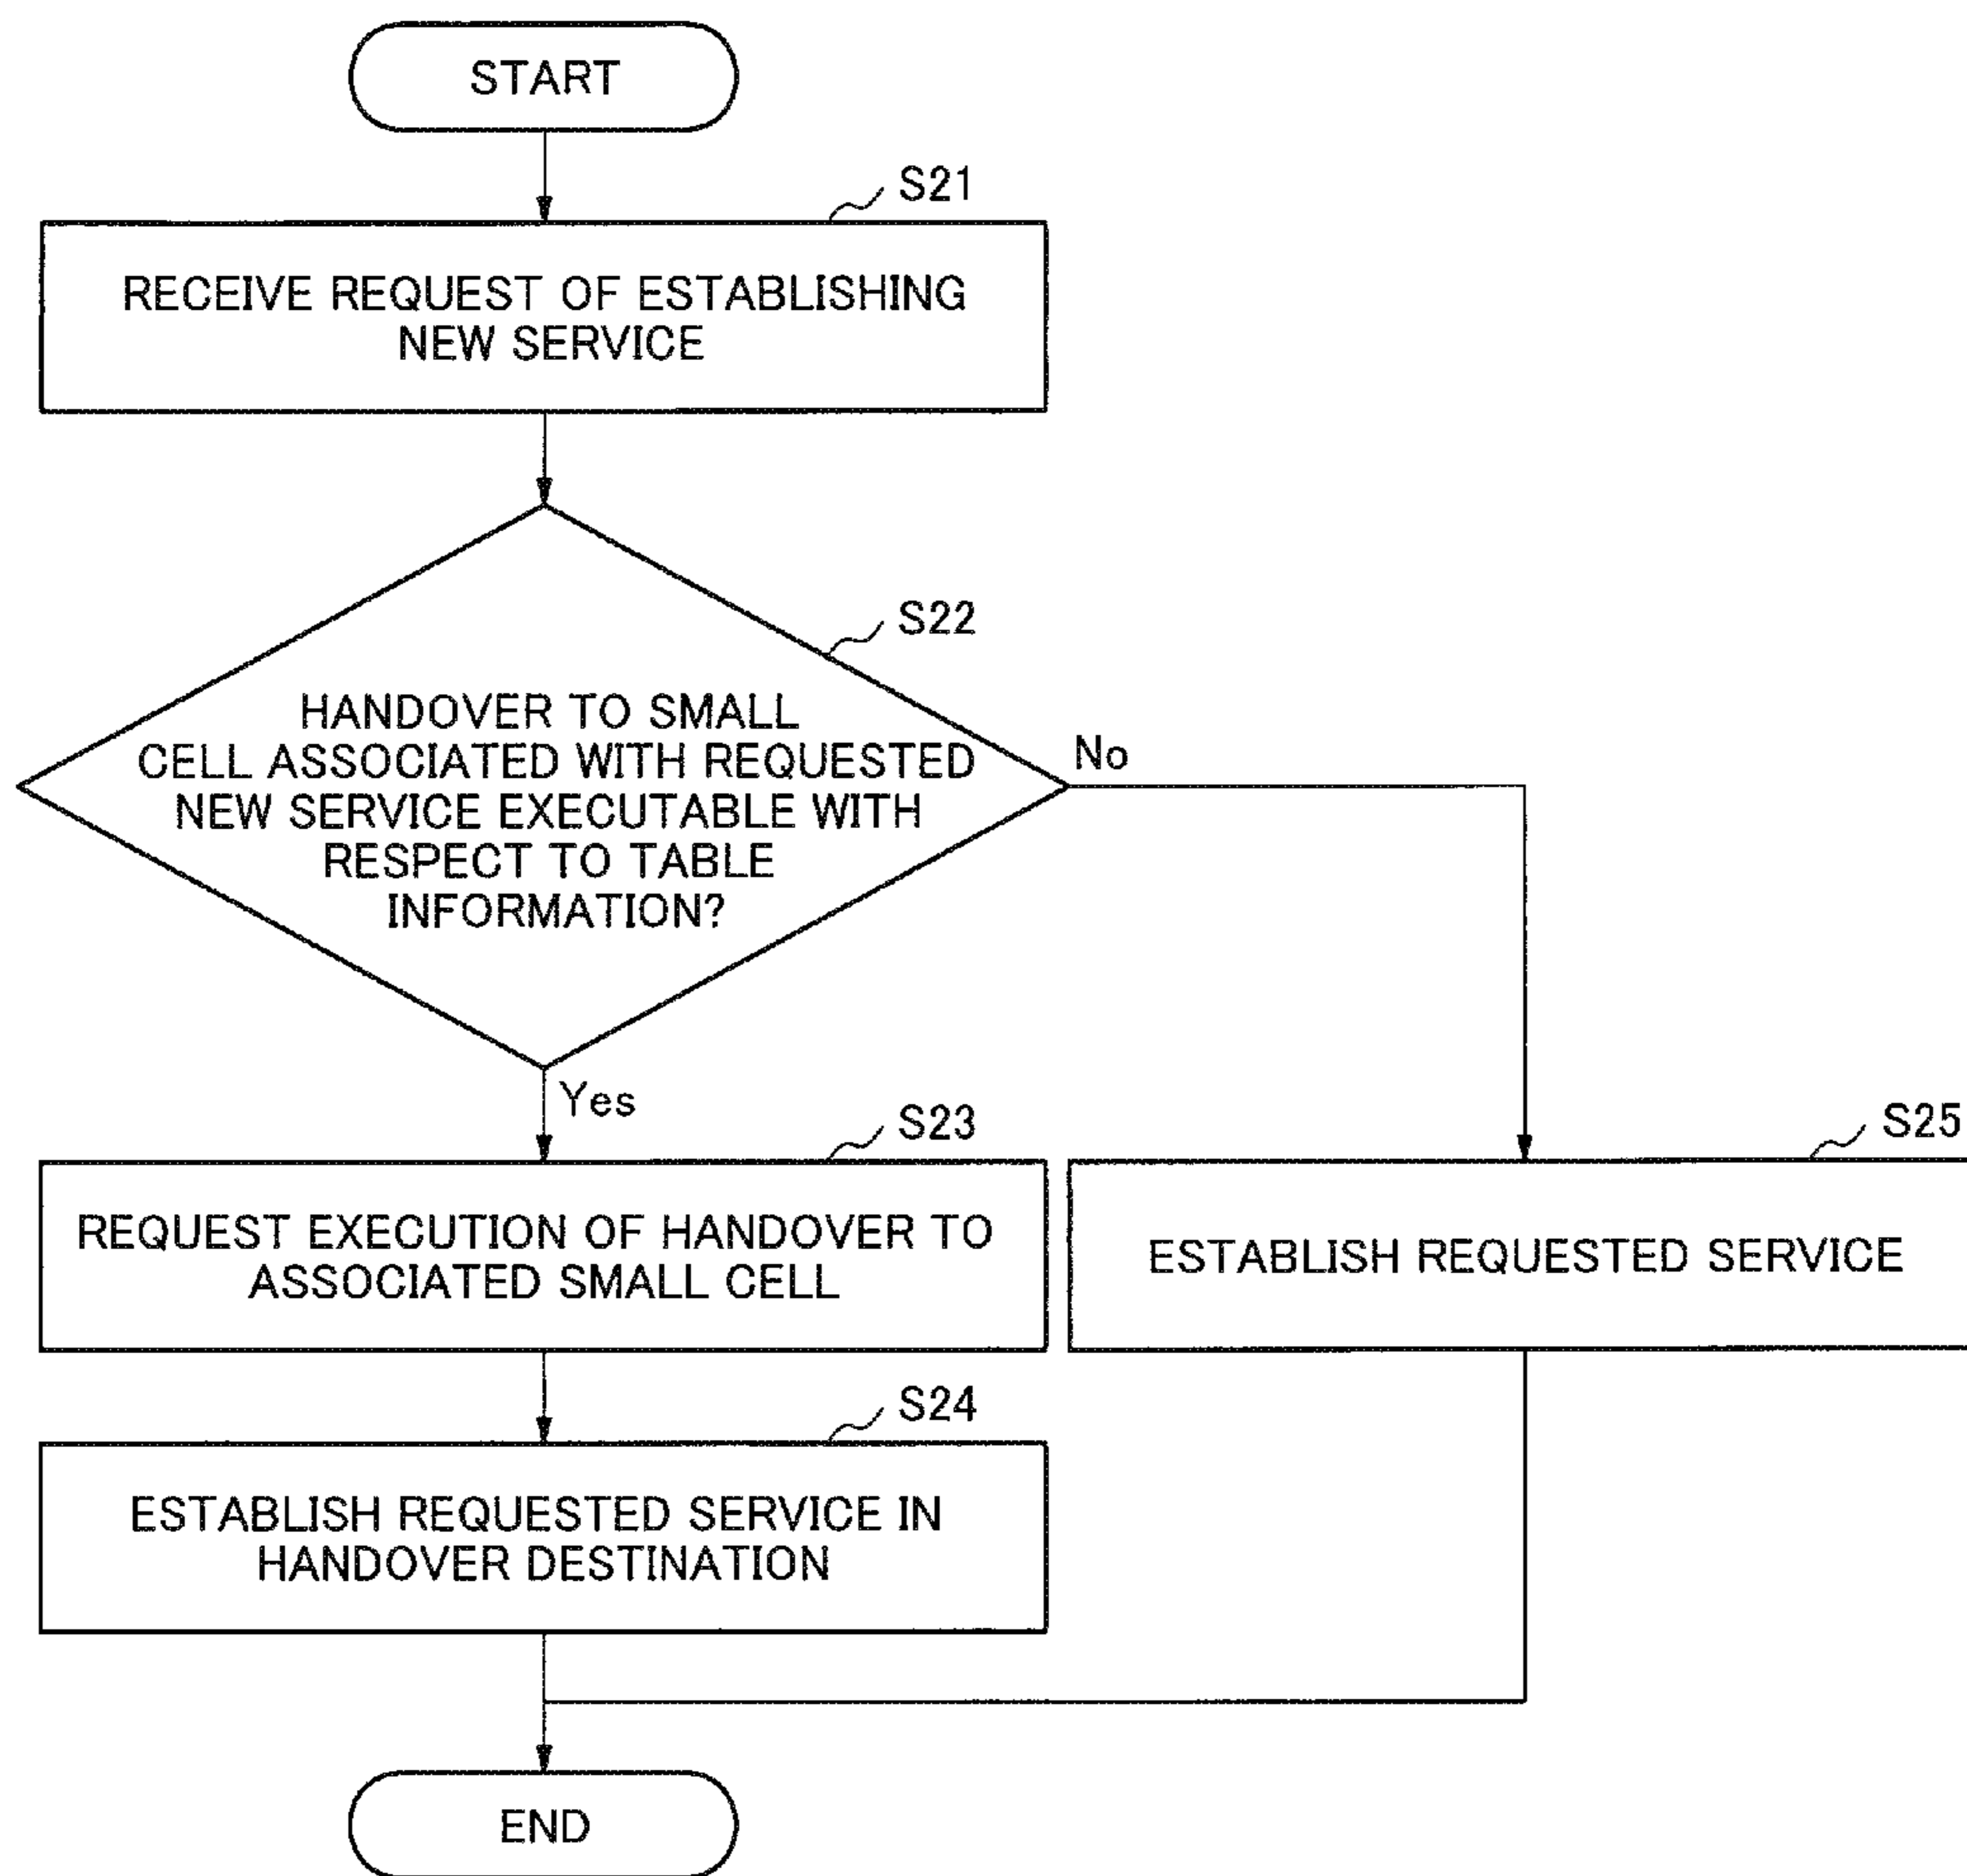 START
S21
RECEIVE REQUEST OF ESTABLISHING
NEW SERVICE
S22
HANDOVER TO SMALL
CELL ASSOCIATED WITH REQUESTED
NEW SERVICE EXECUTABLE WITH
RESPECT TO TABLE
INFORMATION?
No
Yes
S23
REQUEST EXECUTION OF HANDOVER TO
ASSOCIATED SMALL CELL
S25
ESTABLISH REQUESTED SERVICE
S24
ESTABLISH REQUESTED SERVICE IN
HANDOVER DESTINATION
END